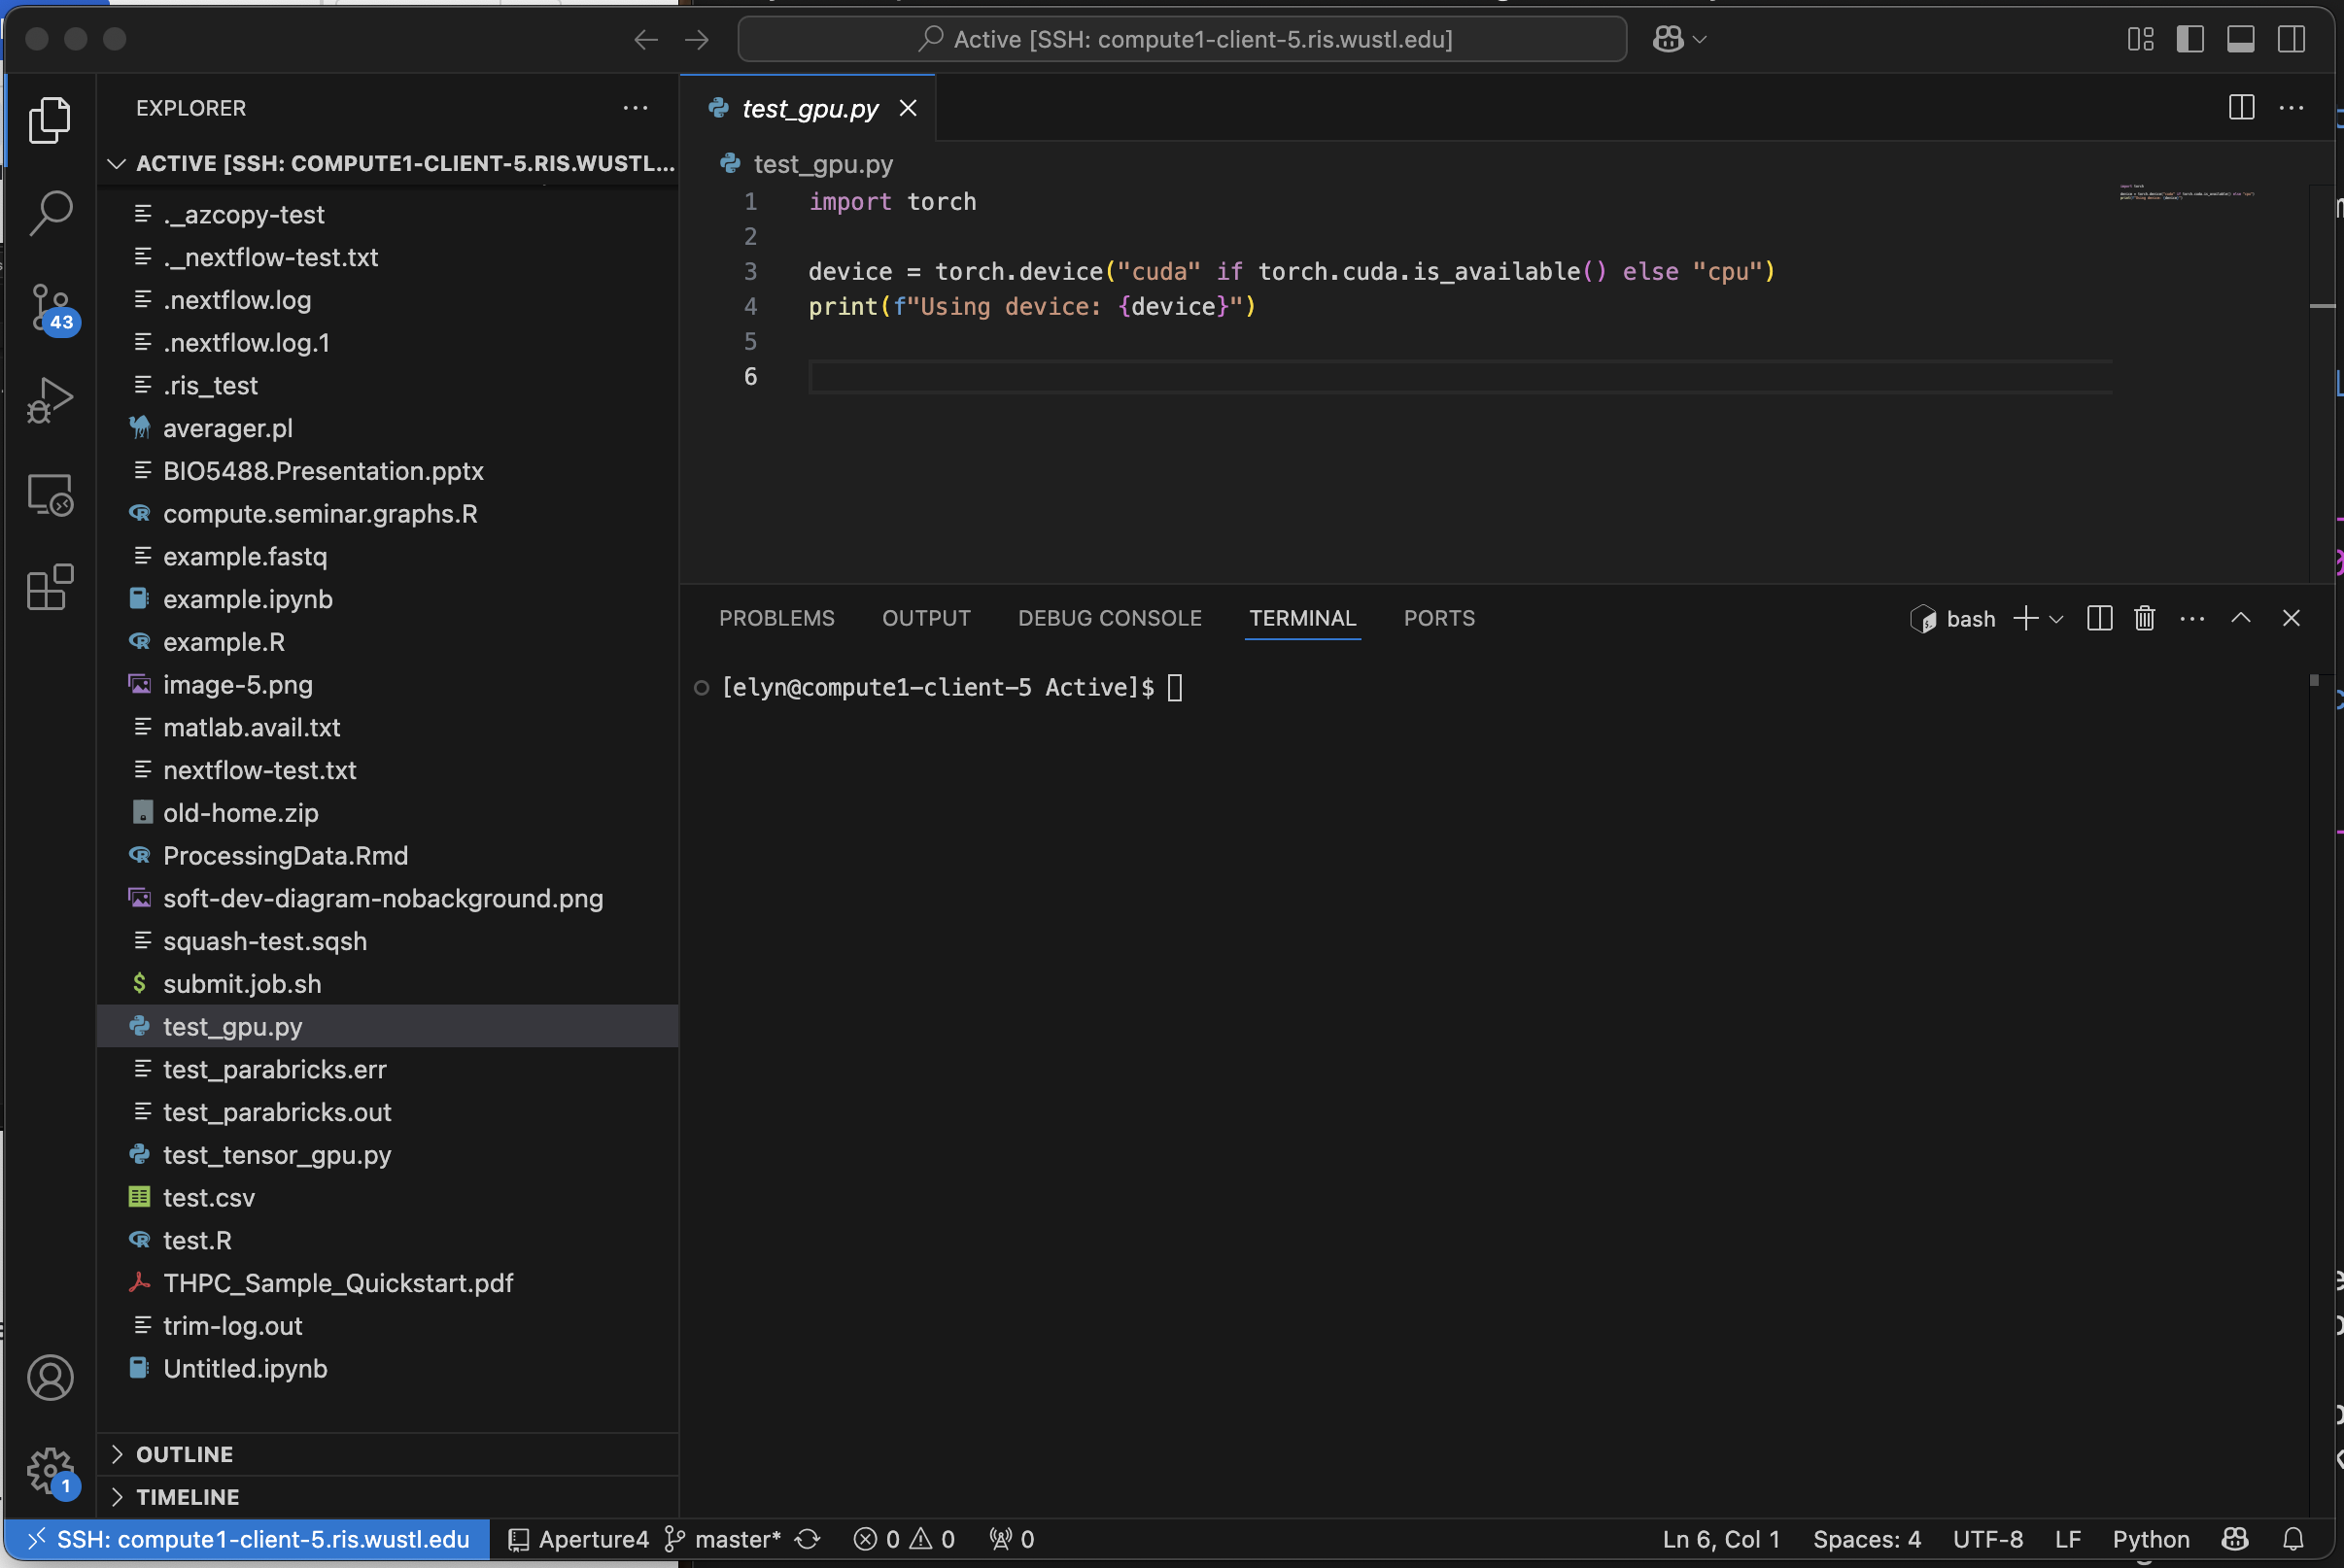 Active [SSH: compute1-client-5.ris.wustl.edu]
EXPLORER
ACTIVE [SSH: COMPUTE1-CLIENT-5.RIS.WUSTL...
._azcopy-test
._nextflow-test.txt
.nextflow.log
.nextflow.log.1
.ris_test
averager.pl
BIO5488.Presentation.pptx
compute.seminar.graphs.R
example.fastq
example.ipynb
example.R
image-5.png
matlab.avail.txt
nextflow-test.txt
old-home.zip
ProcessingData.Rmd
soft-dev-diagram-nobackground.png
squash-test.sqsh
submit.job.sh
test_gpu.py
test_parabricks.err
test_parabricks.out
test_tensor_gpu.py
test.csv
test.R
THPC_Sample_Quickstart.pdf
trim-log.out
Untitled.ipynb
OUTLINE
TIMELINE
43
1
test_gpu.py
test_gpu.py
1 import torch
2
3 device = torch.device("cuda" if torch.cuda.is_available() else "cpu")
4 print(f"Using device: {device}")
5
6
PROBLEMS OUTPUT DEBUG CONSOLE TERMINAL PORTS bash
[elyn@compute1-client-5 Active]$
SSH: compute1-client-5.ris.wustl.edu Aperture4 master* 0 0 0 Ln 6, Col 1 Spaces: 4 UTF-8 LF Python